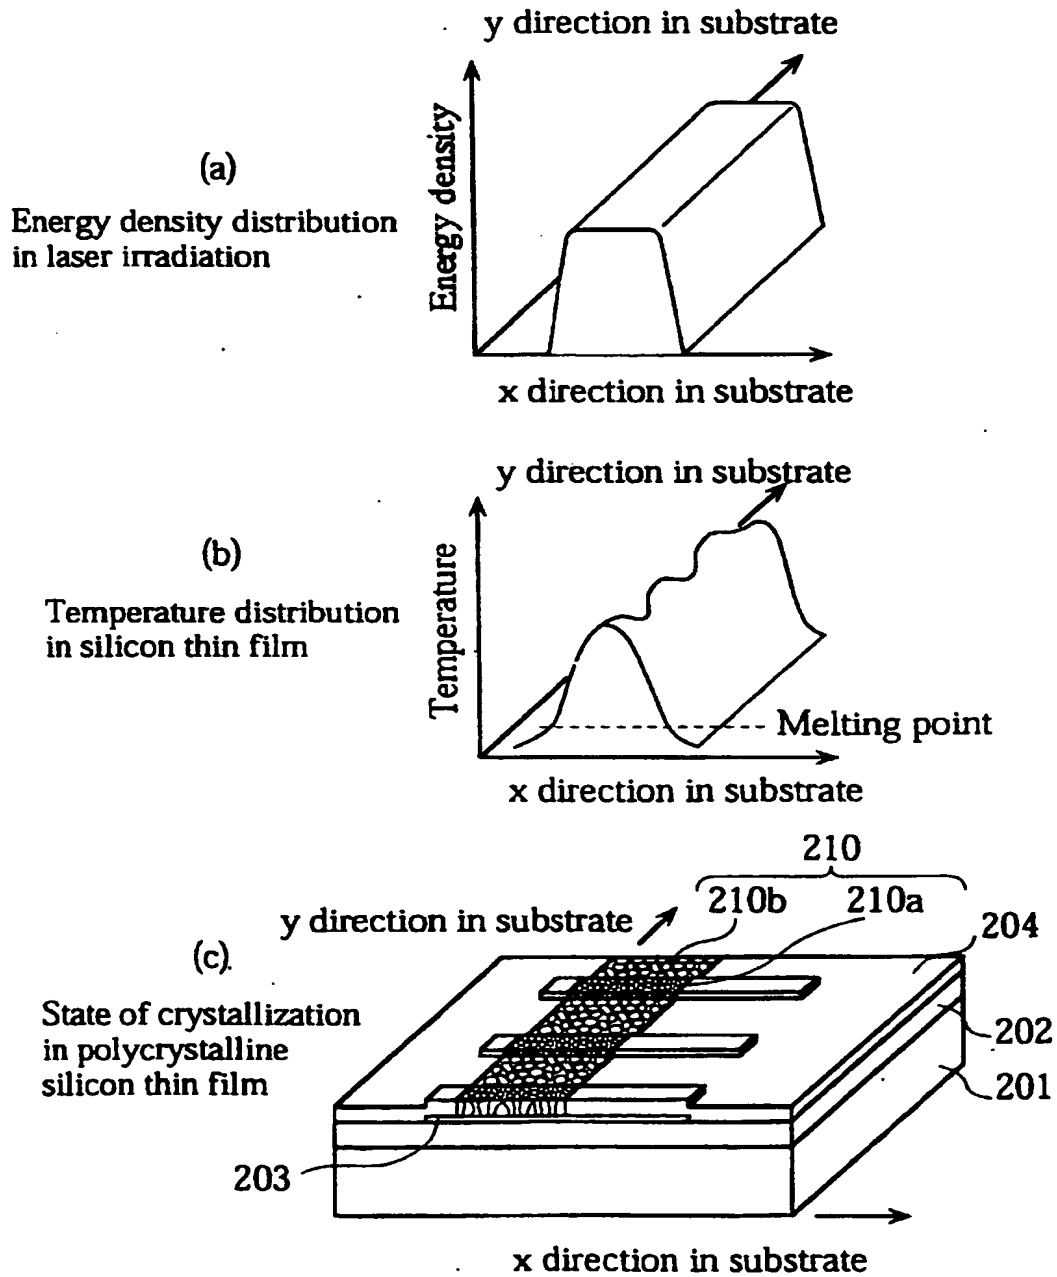 y direction in substrate
(a)
Energy density distribution
in laser irradiation
Energy density
x direction in substrate
y direction in substrate
(b)
Temperature distribution
in silicon thin film
Temperature
Melting point
x direction in substrate
210
210b
210a
y direction in substrate
204
(c)
State of crystallization
in polycrystalline
silicon thin film
202
201
203
x direction in substrate